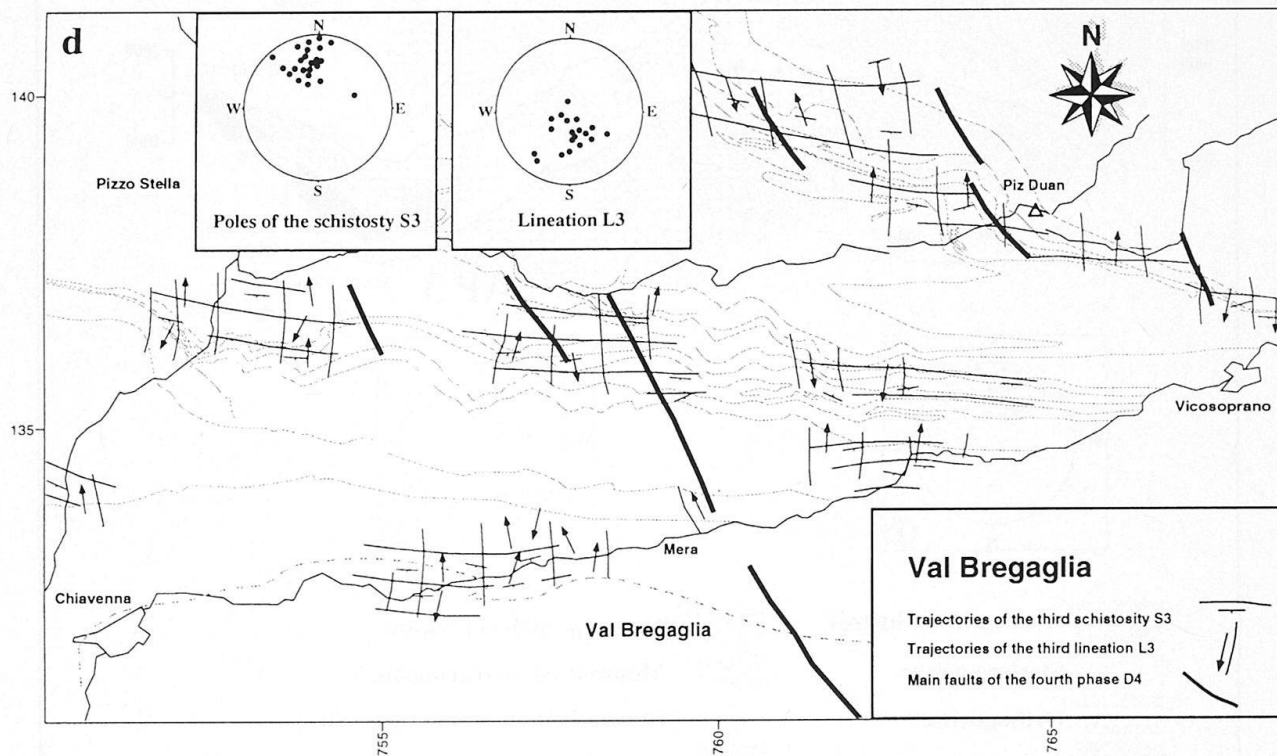 d
N
W
E
S
Poles of the schistosty S3
N
W
E
S
Lineation L3
N
140
135
Pizzo Stella
Piz Duan
Vicosoprano
Mera
Chiavenna
Val Bregaglia
Val Bregaglia
Trajectories of the third schistosity S3
Trajectories of the third lineation L3
Main faults of the fourth phase D4
755
760
765